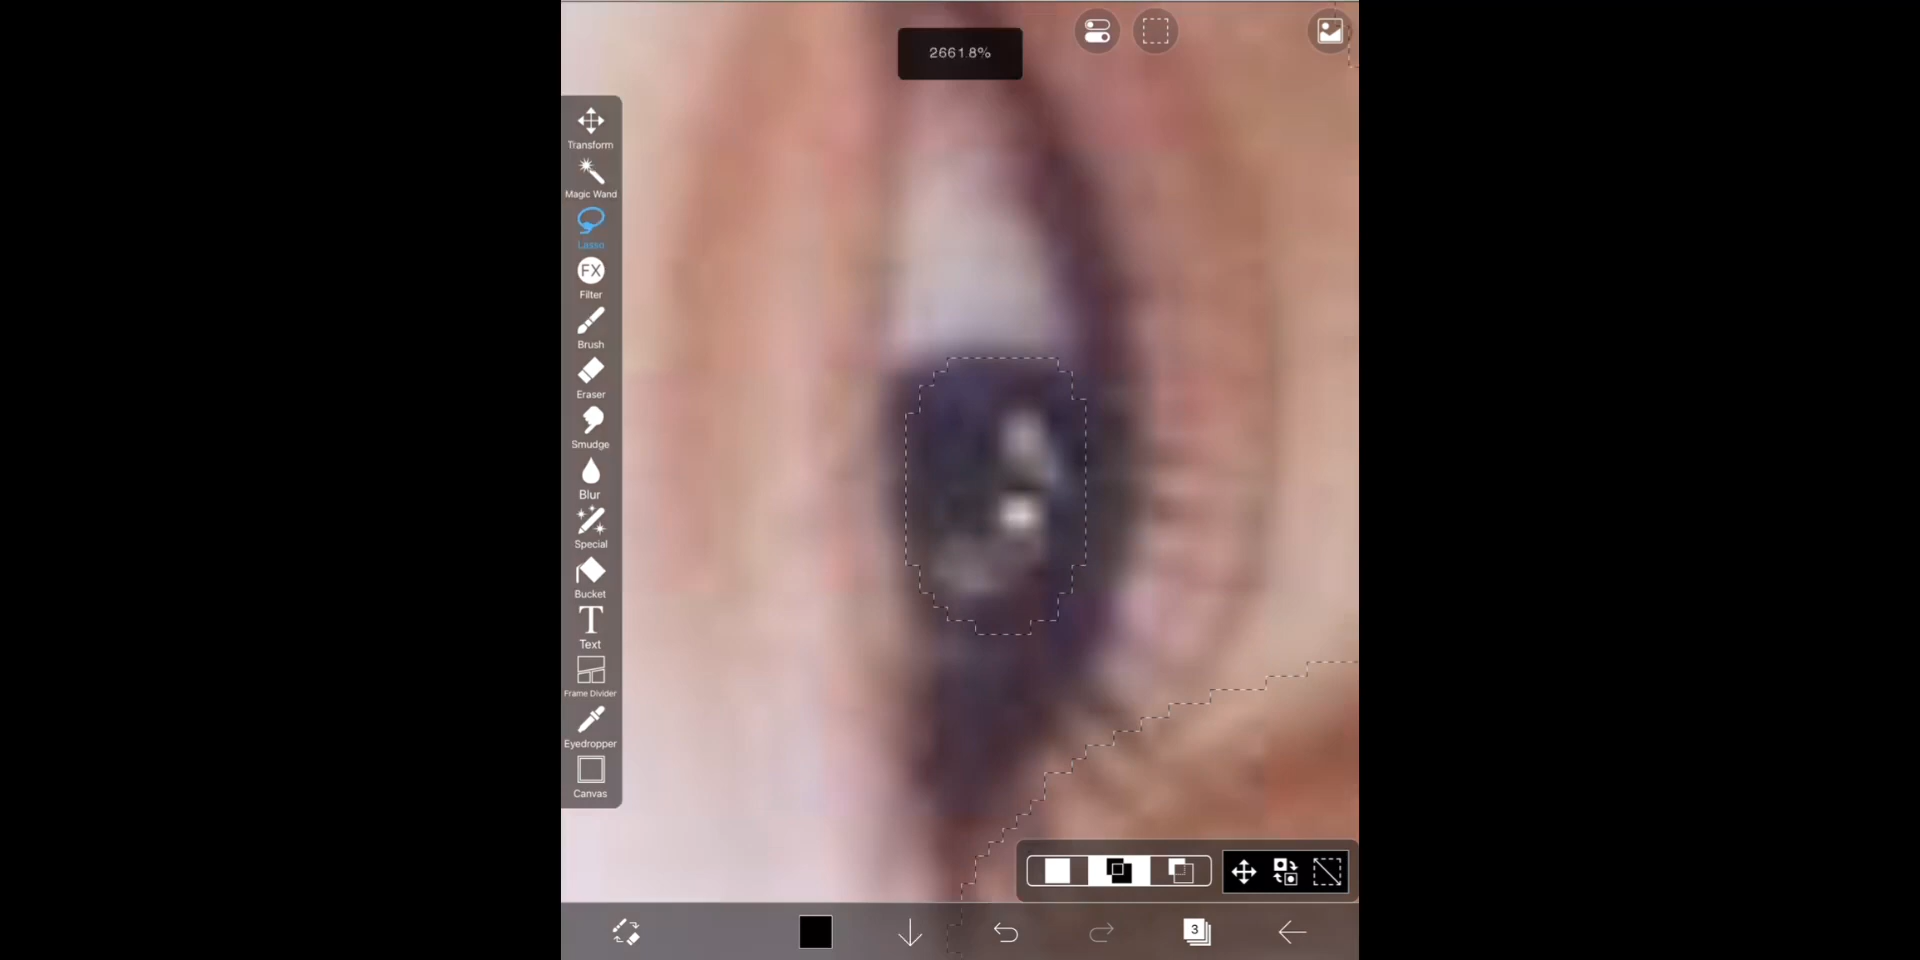 2661.8%
Transform
Magic Wand
Lasso
FX
Filter
Brush
Eraser
Smudge
Blur
Special
Bucket
T
Text
Frame Divider
Eyedropper
Canvas
3